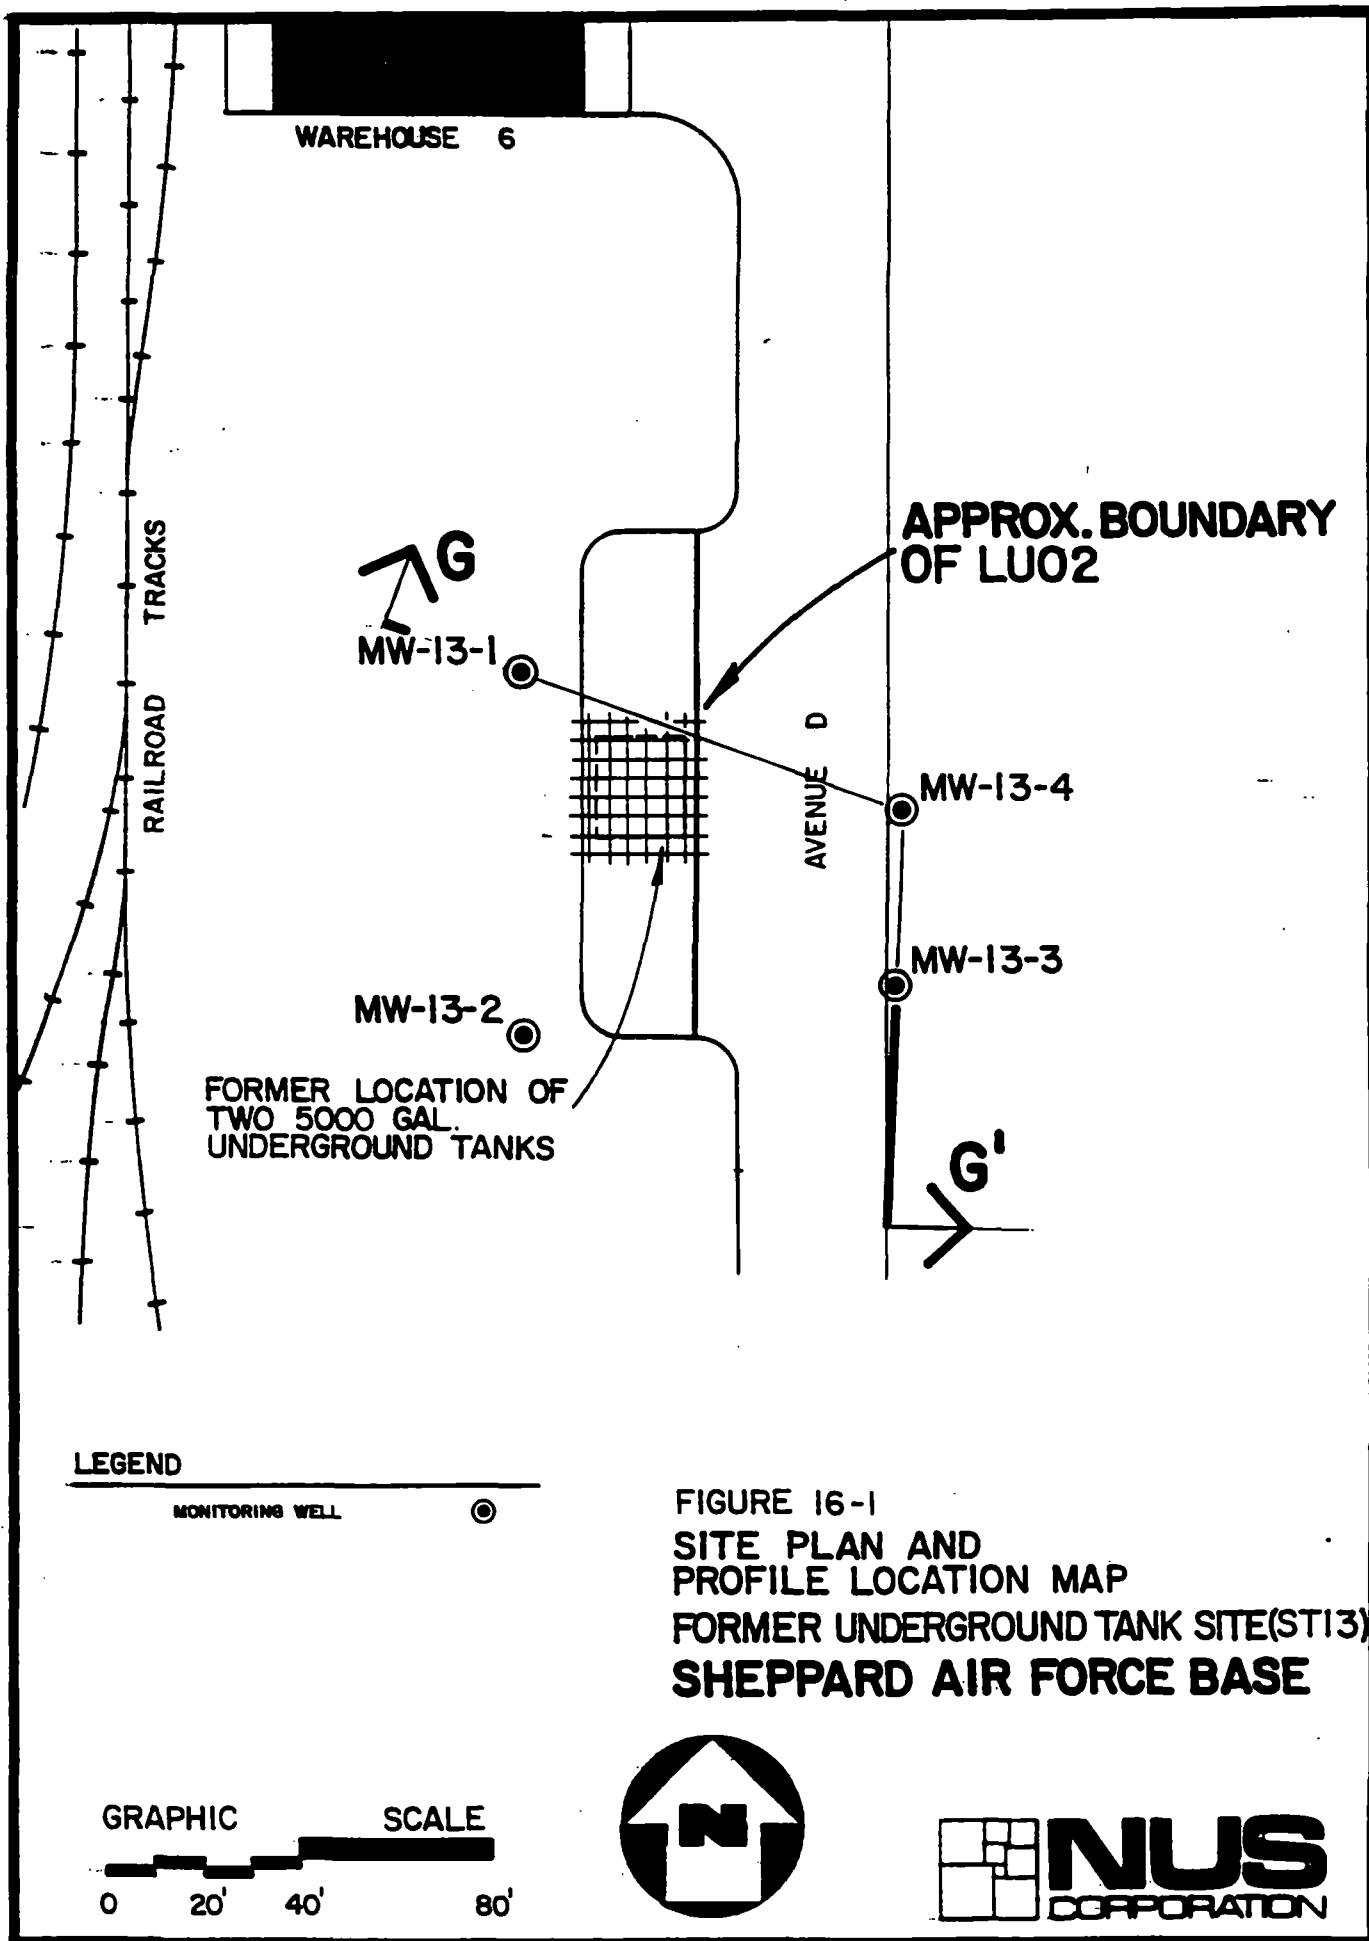 WAREHOUSE 6
APPROX. BOUNDARY
OF LU02
G
MW-13-1
RAILROAD TRACKS
AVENUE D
MW-13-4
MW-13-3
MW-13-2
FORMER LOCATION OF
TWO 5000 GAL.
UNDERGROUND TANKS
G'
LEGEND
MONITORING WELL
FIGURE 16-1
SITE PLAN AND
PROFILE LOCATION MAP
FORMER UNDERGROUND TANK SITE(ST13)
SHEPPARD AIR FORCE BASE
GRAPHIC SCALE
0 20' 40' 80'
N
NUS
CORPORATION